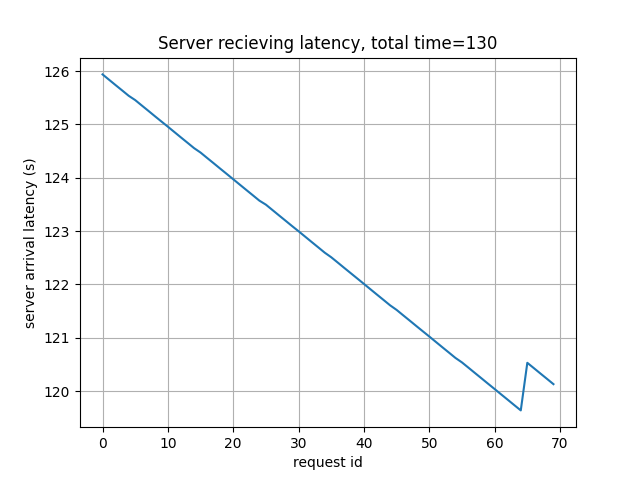 Server recieving latency, total time=130
126
125
124
123
122
121
120
server arrival latency (s)
0 10 20 30 40 50 60 70
request id